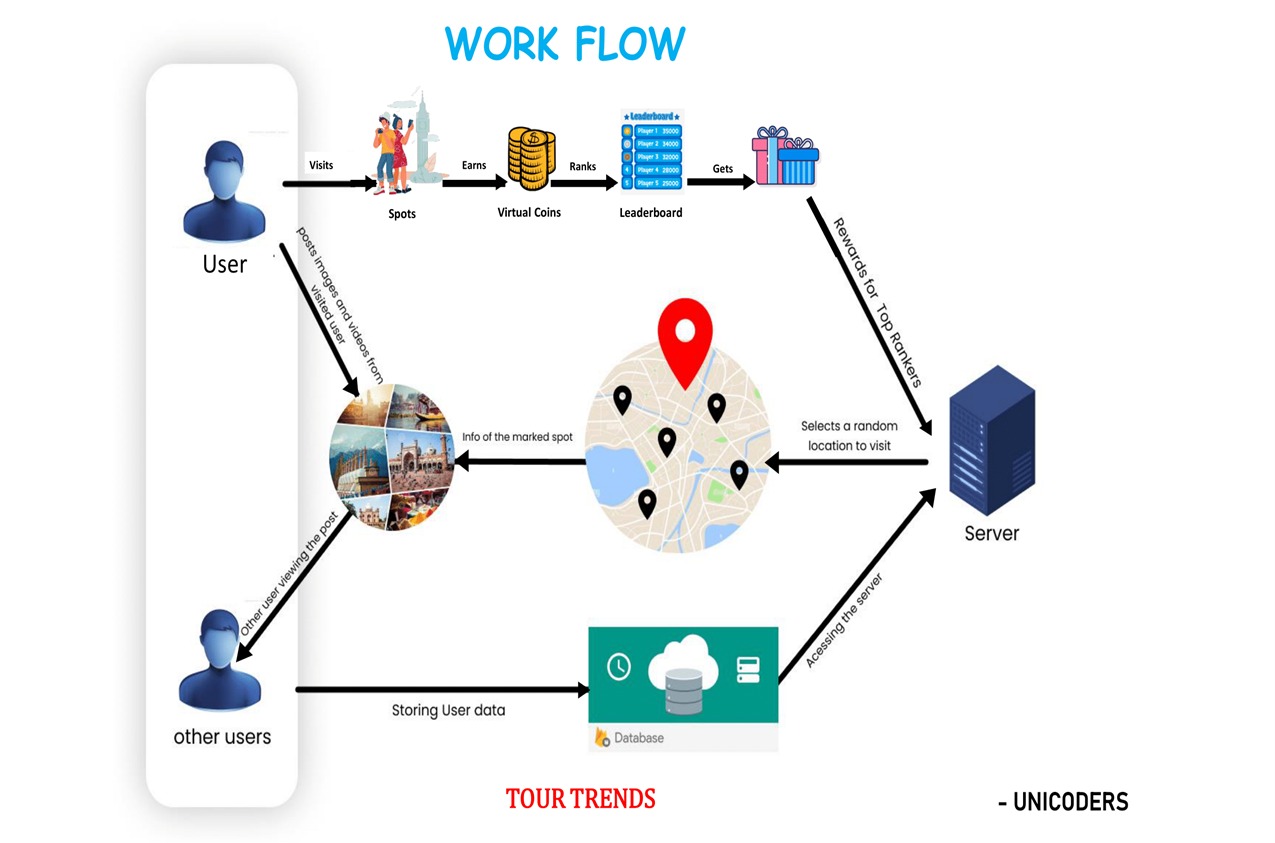 WORK FLOW
Visits
Earns
Ranks
Gets
★ Leaderboard ★
Player 1 35000
Player 2 34000
Player 3 32000
4 Player 4 28000
5 Player 5 25000
Spots
Virtual Coins
Leaderboard
User
posts images and videos from
visited user
Rewards for Top Rankers
Info of the marked spot
Selects a random
location to visit
Server
Other user viewing the post
Acessing the server
other users
Storing User data
Database
TOUR TRENDS
- UNICODERS